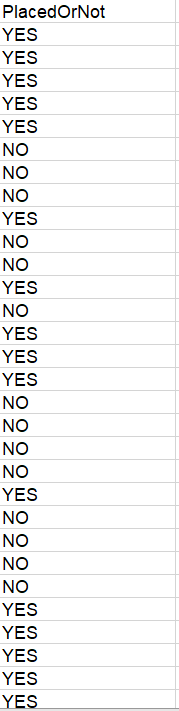 PlacedOrNot
YES
YES
YES
YES
YES
NO
NO
NO
YES
NO
NO
YES
NO
YES
YES
YES
NO
NO
NO
NO
YES
NO
NO
NO
NO
YES
YES
YES
YES
YES